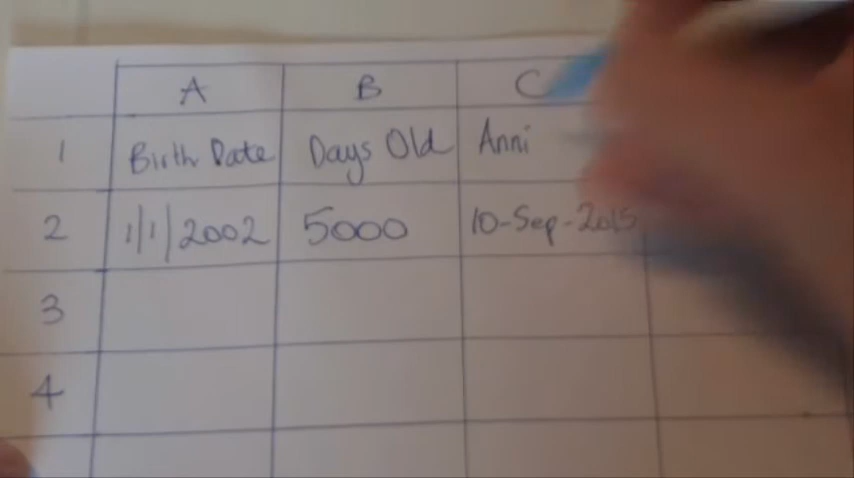 A B C
1 Birth Date Days Old Anni
2 1/1/2002 5000 10-Sep-2015
3
4